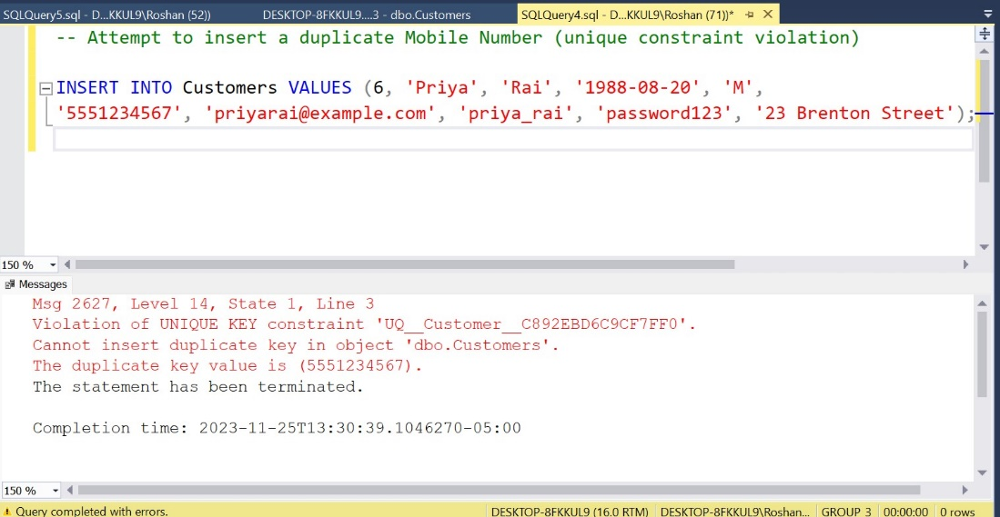 SQLQuery5.sql - D...KKUL9\Roshan (52)) DESKTOP-8FKKUL9....3 - dbo.Customers SQLQuery4.sql - D...KKUL9\Roshan (71))*
-- Attempt to insert a duplicate Mobile Number (unique constraint violation)
INSERT INTO Customers VALUES (6, 'Priya', 'Rai', '1988-08-20', 'M',
'5551234567', 'priyarai@example.com', 'priya_rai', 'password123', '23 Brenton Street');
150 %
Messages
Msg 2627, Level 14, State 1, Line 3
Violation of UNIQUE KEY constraint 'UQ__Customer__C892EBD6C9CF7FF0'.
Cannot insert duplicate key in object 'dbo.Customers'.
The duplicate key value is (5551234567).
The statement has been terminated.
Completion time: 2023-11-25T13:30:39.1046270-05:00
150 %
Query completed with errors. DESKTOP-8FKKUL9 (16.0 RTM) DESKTOP-8FKKUL9\Roshan... GROUP 3 00:00:00 0 rows